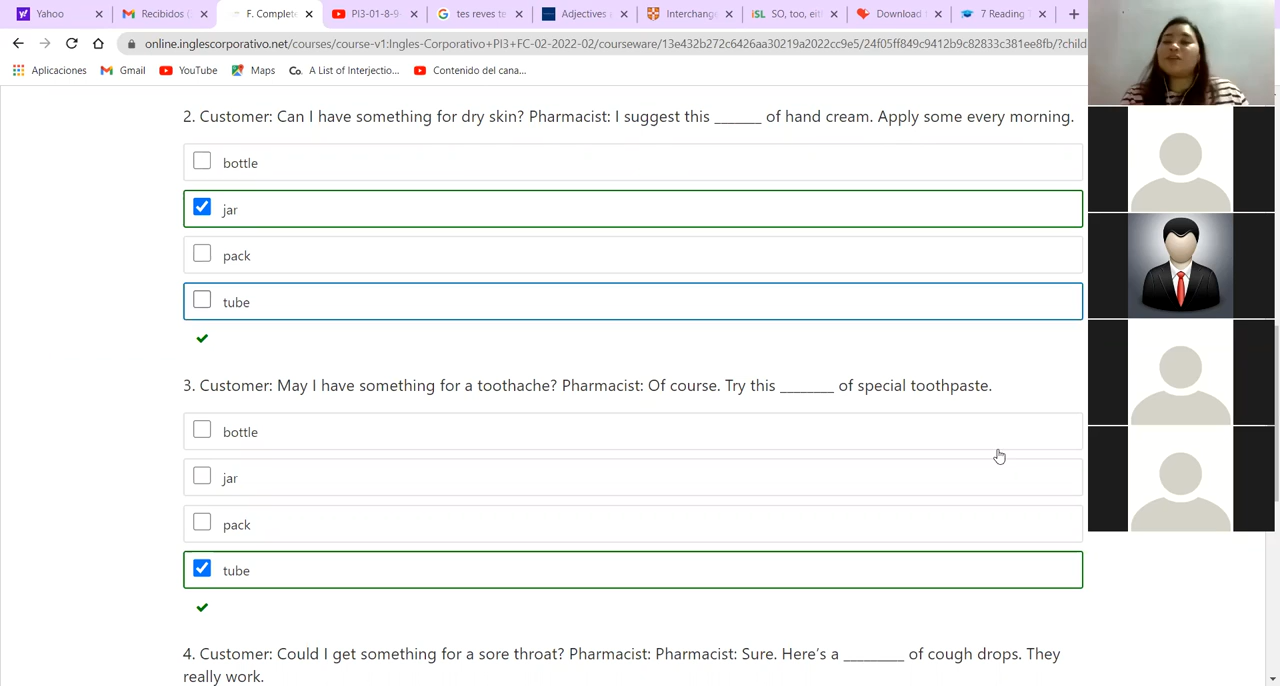 Yahoo
Recibidos (
F. Complete
PI3-01-8-9-
tes reves te
Adjectives
Interchang
SO, too, eit
Download
7 Reading
online.inglescorporativo.net/courses/course-v1:Ingles-Corporativo+PI3+FC-02-2022-02/courseware/13e432b272c6426aa30219a2022cc9e5/24f05ff849c9412b9c82833c381ee8fb/?child
Aplicaciones
Gmail
YouTube
Maps
Co. A List of Interjectio...
Contenido del cana...
2. Customer: Can I have something for dry skin? Pharmacist: I suggest this ______ of hand cream. Apply some every morning.
bottle
jar
pack
tube
3. Customer: May I have something for a toothache? Pharmacist: Of course. Try this _______ of special toothpaste.
bottle
jar
pack
tube
4. Customer: Could I get something for a sore throat? Pharmacist: Pharmacist: Sure. Here's a ________ of cough drops. They
really work.